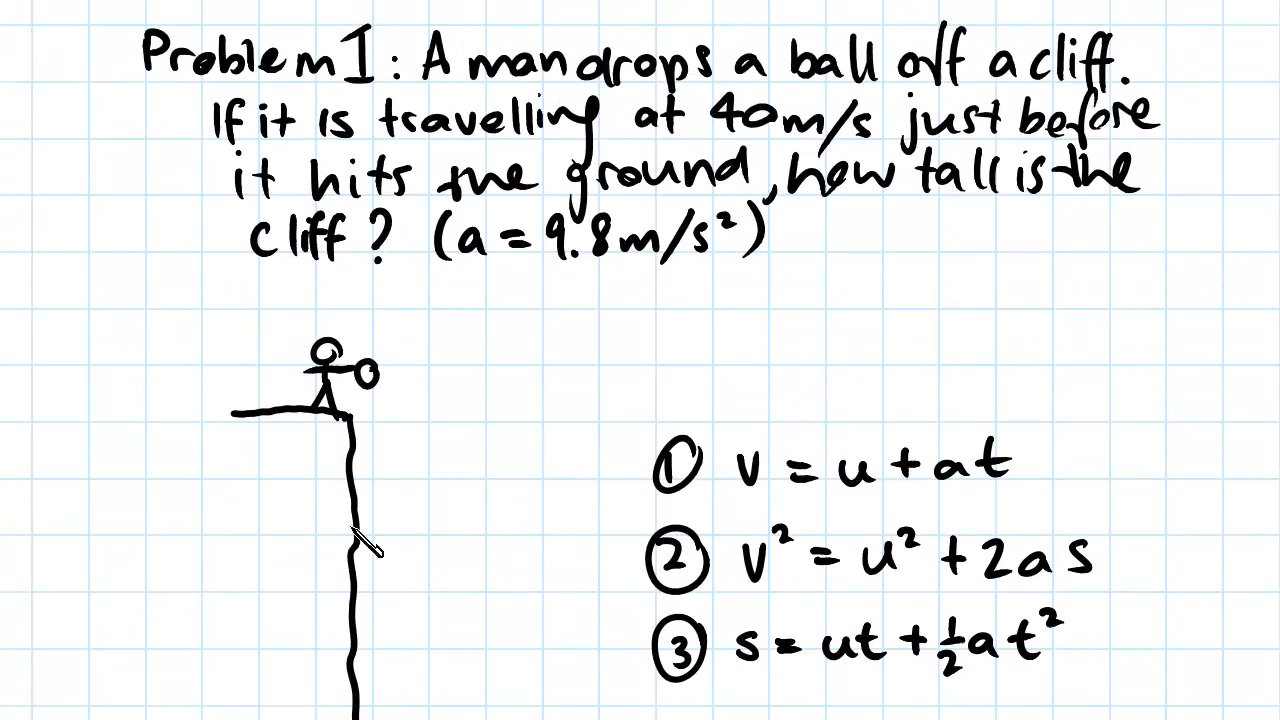 Problem 1: A man drops a ball off a cliff.
If it is travelling at 40m/s just before
it hits the ground, how tall is the
cliff? (a = 9.8m/s²)
① v = u + at
② v² = u² + 2as
③ s = ut + ½at²